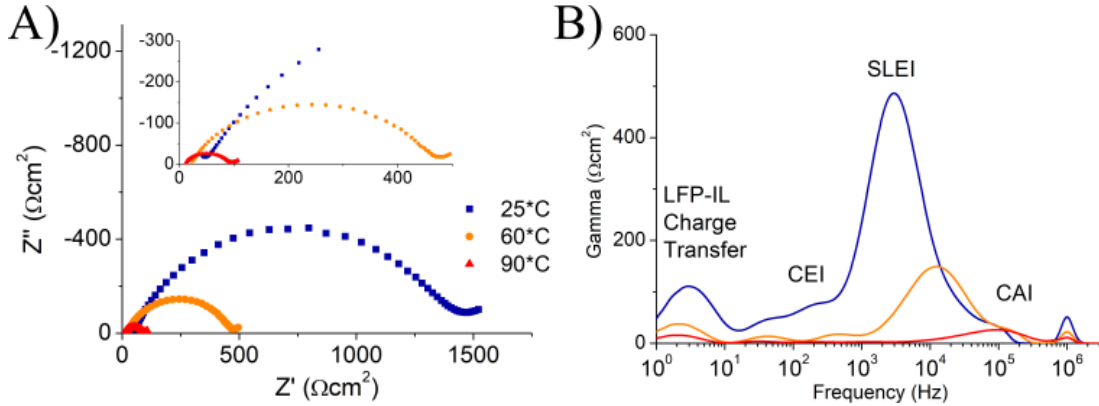 A)
-1200
-800
-400
0
0
500
1000
1500
Z' (Ωcm²)
Z'' (Ωcm²)
-300
-200
-100
0
0
200
400
25*C
60*C
90*C
B)
600
400
200
0
Gamma (Ωcm²)
SLEI
LFP-IL
Charge
Transfer
CEI
CAI
10⁰
10¹
10²
10³
10⁴
10⁵
10⁶
Frequency (Hz)